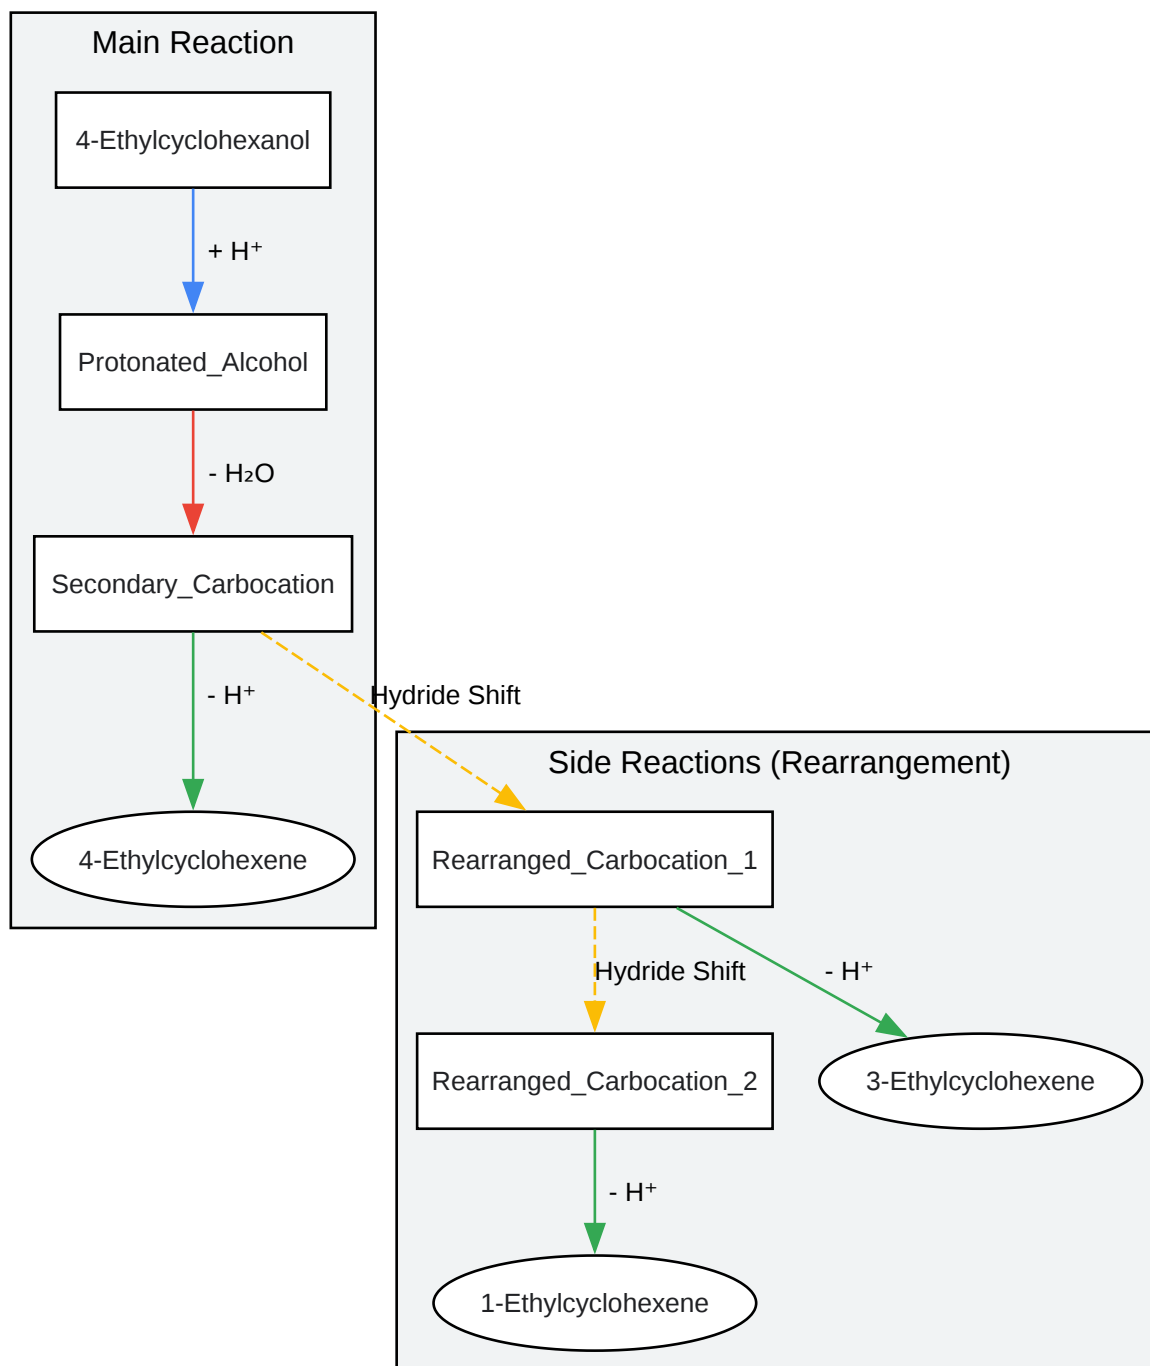 Main Reaction
4-Ethylcyclohexanol
+ H⁺
Protonated_Alcohol
- H₂O
Secondary_Carbocation
- H⁺
Hydride Shift
4-Ethylcyclohexene
Side Reactions (Rearrangement)
Rearranged_Carbocation_1
Hydride Shift
- H⁺
Rearranged_Carbocation_2
3-Ethylcyclohexene
- H⁺
1-Ethylcyclohexene